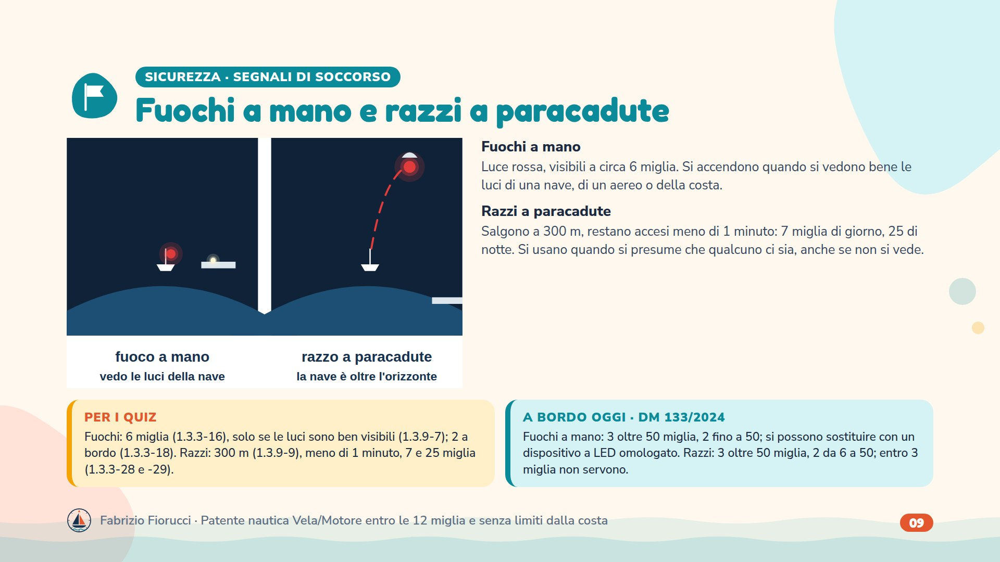 SICUREZZA · SEGNALI DI SOCCORSO
Fuochi a mano e razzi a paracadute
Fuochi a mano
Luce rossa, visibili a circa 6 miglia. Si accendono quando si vedono bene le
luci di una nave, di un aereo o della costa.
Razzi a paracadute
Salgono a 300 m, restano accesi meno di 1 minuto: 7 miglia di giorno, 25 di
notte. Si usano quando si presume che qualcuno ci sia, anche se non si vede.
fuoco a mano
vedo le luci della nave
razzo a paracadute
la nave è oltre l'orizzonte
PER I QUIZ
Fuochi: 6 miglia (1.3.3-16), solo se le luci sono ben visibili (1.3.9-7); 2 a
bordo (1.3.3-18). Razzi: 300 m (1.3.9-9), meno di 1 minuto, 7 e 25 miglia
(1.3.3-28 e -29).
A BORDO OGGI · DM 133/2024
Fuochi a mano: 3 oltre 50 miglia, 2 fino a 50; si possono sostituire con un
dispositivo a LED omologato. Razzi: 3 oltre 50 miglia, 2 da 6 a 50; entro 3
miglia non servono.
Fabrizio Fiorucci · Patente nautica Vela/Motore entro le 12 miglia e senza limiti dalla costa
09